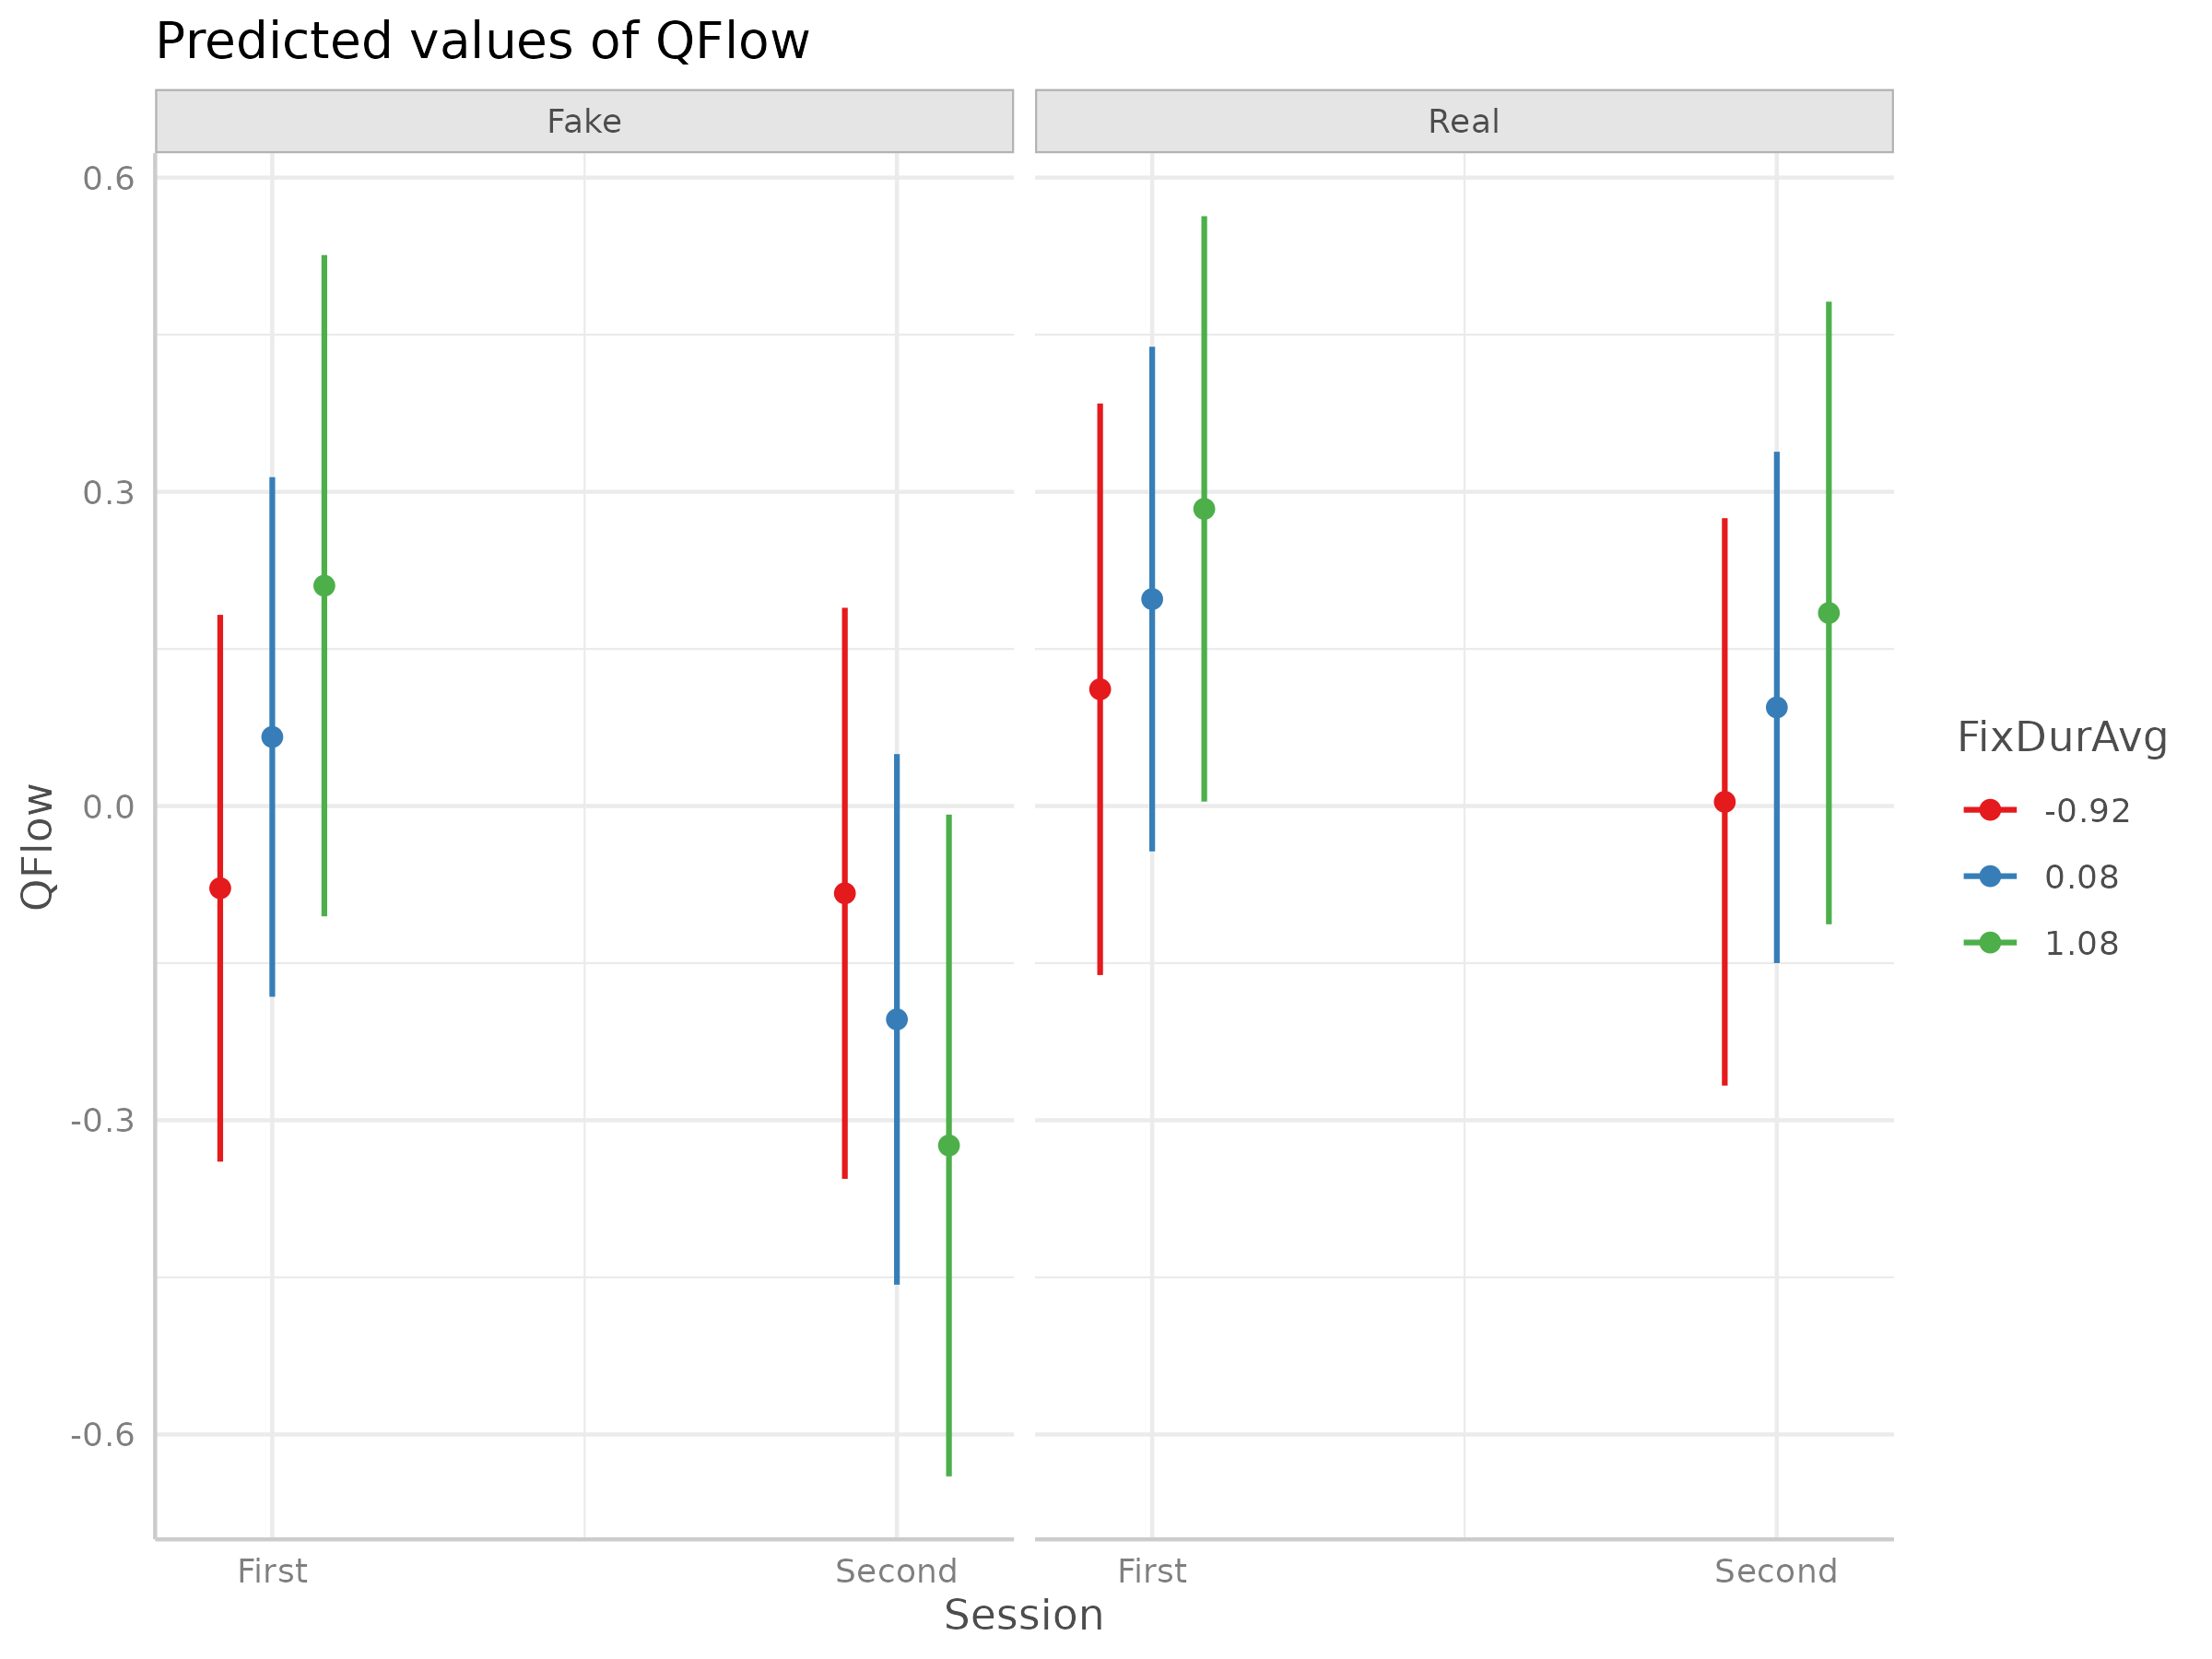 Predicted values of QFlow
Fake
Real
0.6
0.3
0.0
-0.3
-0.6
QFlow
First
Second
First
Second
Session
FixDurAvg
-0.92
0.08
1.08